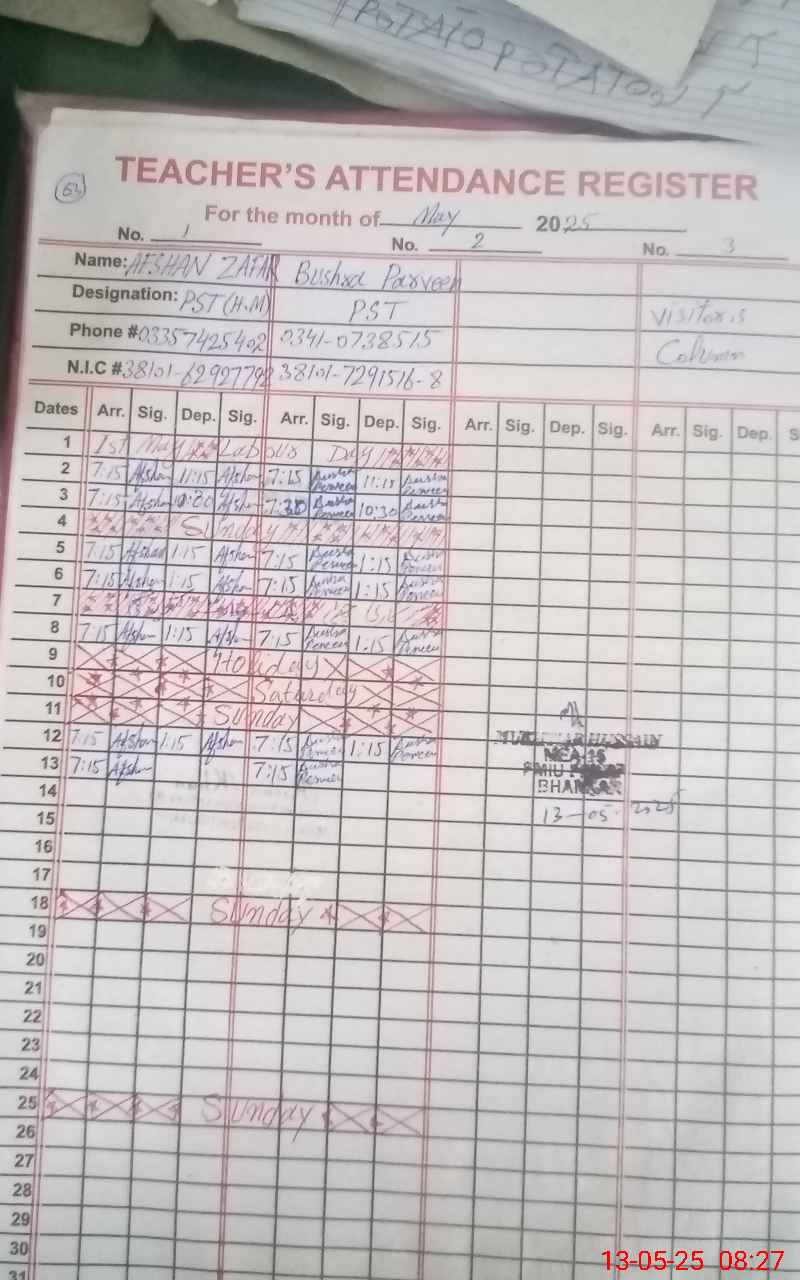 POTATO POTATO
63
TEACHER'S ATTENDANCE REGISTER
For the month of May 2025
No. 1 No. 2 No. 3
Name: AFSHAN ZAFAR Bushra Parveen
Designation: PST (H.M) PST Visitor,s
Phone # 03357425402 0341-0738515 Column
N.I.C # 38101-6292779 38101-7291516-8
Dates Arr. Sig. Dep. Sig. Arr. Sig. Dep. Sig. Arr. Sig. Dep. Sig. Arr. Sig. Dep. S
1 1st May Labour Day
2 7:15 Afshan 11:15 Afshan 7:15 Bushra Parveen 11:15 Bushra Parveen
3 7:15 Afshan Afshan 7:30 Bushra Parveen 10:30 Bushra Parveen
4 Sunday
5 7:15 Afshan 1:15 Afshan 7:15 Bushra Parveen 1:15 Bushra Parveen
6 7:15 Afshan 1:15 Afshan 7:15 Bushra Parveen 1:15 Bushra Parveen
7
8 7:15 Afshan 1:15 Afshan 7:15 Bushra Parveen 1:15 Bushra Parveen
9 Holiday
10 Saturday
11 Sunday
12 7:15 Afshan 1:15 Afshan 7:15 Bushra Parveen 1:15 Bushra Parveen
13 7:15 Afshan 7:15 Bushra Parveen
HUSSAIN
BHAKKAR
13-05-2025
14
15
16
17
18 Sunday
19
20
21
22
23
24
25 Sunday
26
27
28
29
30
31
13-05-25 08:27